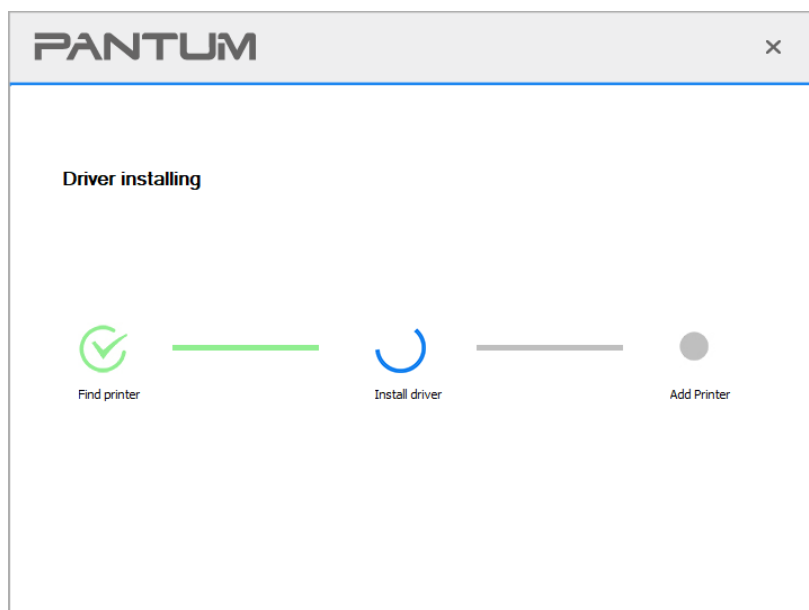 PANTUM
Driver installing
Find printer
Install driver
Add Printer